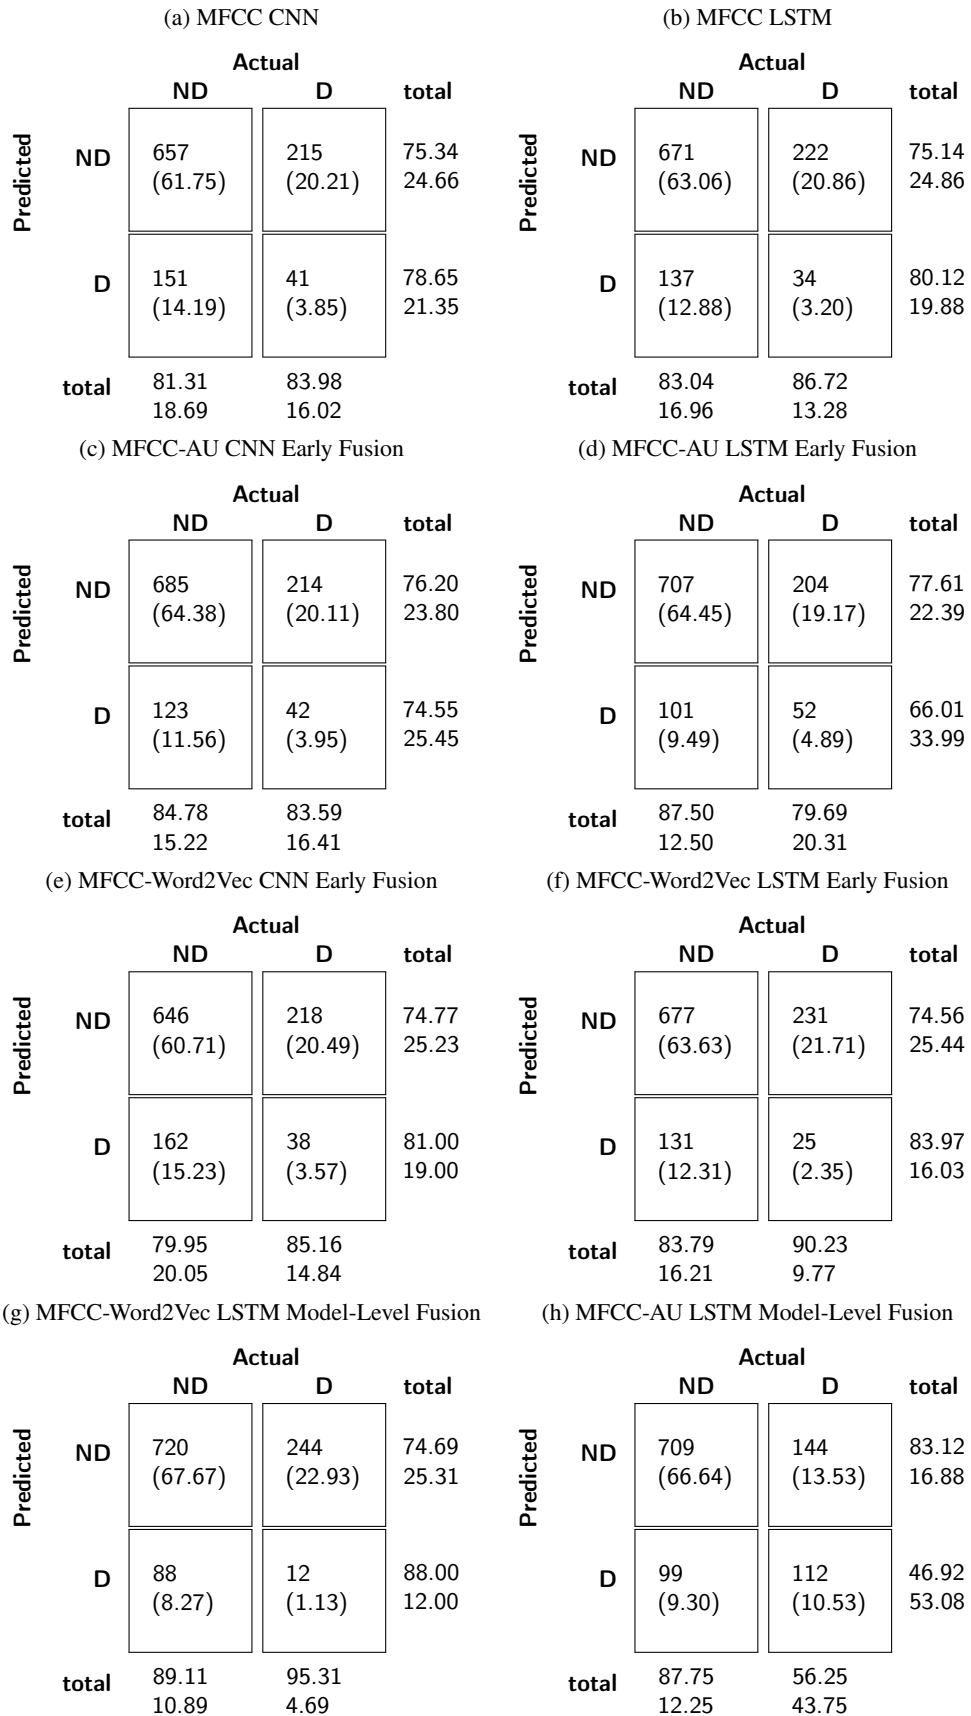 (a) MFCC CNN
Actual
ND D total
Predicted
ND 657 215 75.34
(61.75) (20.21) 24.66
D 151 41 78.65
(14.19) (3.85) 21.35
total 81.31 83.98
18.69 16.02
(b) MFCC LSTM
Actual
ND D total
Predicted
ND 671 222 75.14
(63.06) (20.86) 24.86
D 137 34 80.12
(12.88) (3.20) 19.88
total 83.04 86.72
16.96 13.28
(c) MFCC-AU CNN Early Fusion
Actual
ND D total
Predicted
ND 685 214 76.20
(64.38) (20.11) 23.80
D 123 42 74.55
(11.56) (3.95) 25.45
total 84.78 83.59
15.22 16.41
(d) MFCC-AU LSTM Early Fusion
Actual
ND D total
Predicted
ND 707 204 77.61
(64.45) (19.17) 22.39
D 101 52 66.01
(9.49) (4.89) 33.99
total 87.50 79.69
12.50 20.31
(e) MFCC-Word2Vec CNN Early Fusion
Actual
ND D total
Predicted
ND 646 218 74.77
(60.71) (20.49) 25.23
D 162 38 81.00
(15.23) (3.57) 19.00
total 79.95 85.16
20.05 14.84
(f) MFCC-Word2Vec LSTM Early Fusion
Actual
ND D total
Predicted
ND 677 231 74.56
(63.63) (21.71) 25.44
D 131 25 83.97
(12.31) (2.35) 16.03
total 83.79 90.23
16.21 9.77
(g) MFCC-Word2Vec LSTM Model-Level Fusion
Actual
ND D total
Predicted
ND 720 244 74.69
(67.67) (22.93) 25.31
D 88 12 88.00
(8.27) (1.13) 12.00
total 89.11 95.31
10.89 4.69
(h) MFCC-AU LSTM Model-Level Fusion
Actual
ND D total
Predicted
ND 709 144 83.12
(66.64) (13.53) 16.88
D 99 112 46.92
(9.30) (10.53) 53.08
total 87.75 56.25
12.25 43.75